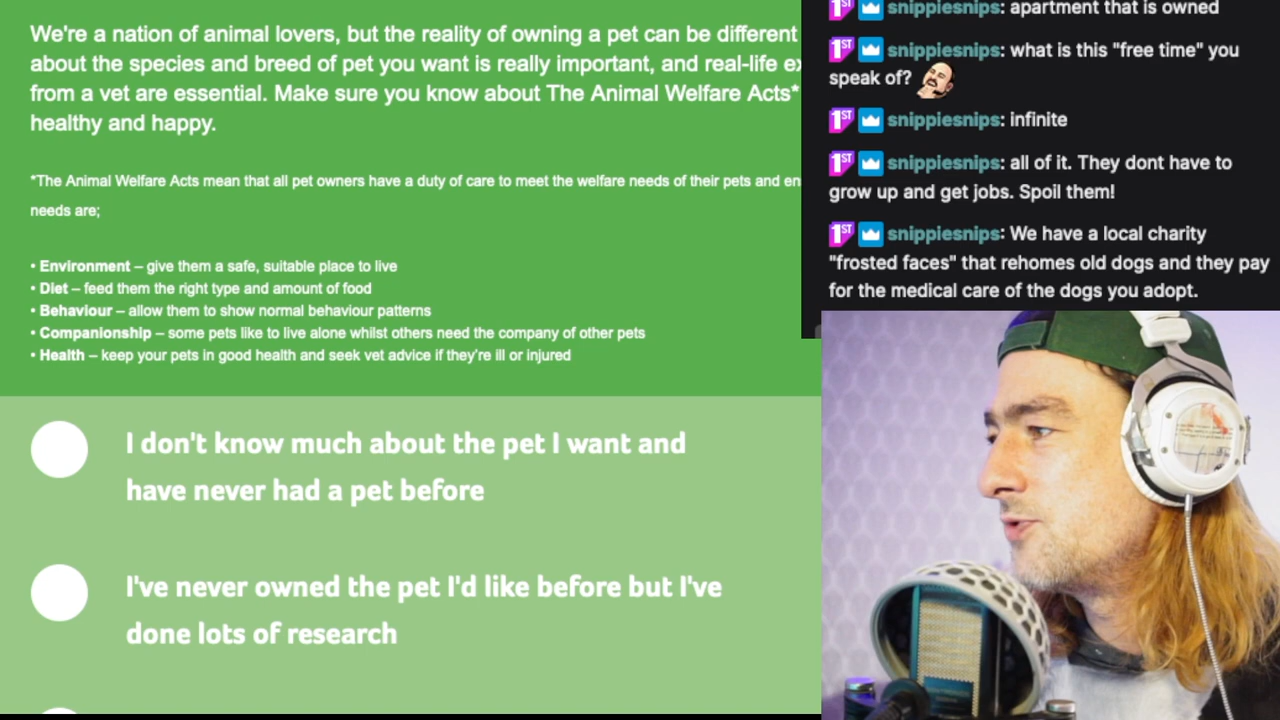 We're a nation of animal lovers, but the reality of owning a pet can be different
about the species and breed of pet you want is really important, and real-life
from a vet are essential. Make sure you know about The Animal Welfare Acts*
healthy and happy.
*The Animal Welfare Acts mean that all pet owners have a duty of care to meet the welfare needs of their pets and
needs are;
• Environment – give them a safe, suitable place to live
• Diet – feed them the right type and amount of food
• Behaviour – allow them to show normal behaviour patterns
• Companionship – some pets like to live alone whilst others need the company of other pets
• Health – keep your pets in good health and seek vet advice if they're ill or injured
I don't know much about the pet I want and
have never had a pet before
I've never owned the pet I'd like before but I've
done lots of research
1ST snippiesnips: apartment that is owned
1ST snippiesnips: what is this "free time" you
speak of?
1ST snippiesnips: infinite
1ST snippiesnips: all of it. They dont have to
grow up and get jobs. Spoil them!
1ST snippiesnips: We have a local charity
"frosted faces" that rehomes old dogs and they pay
for the medical care of the dogs you adopt.